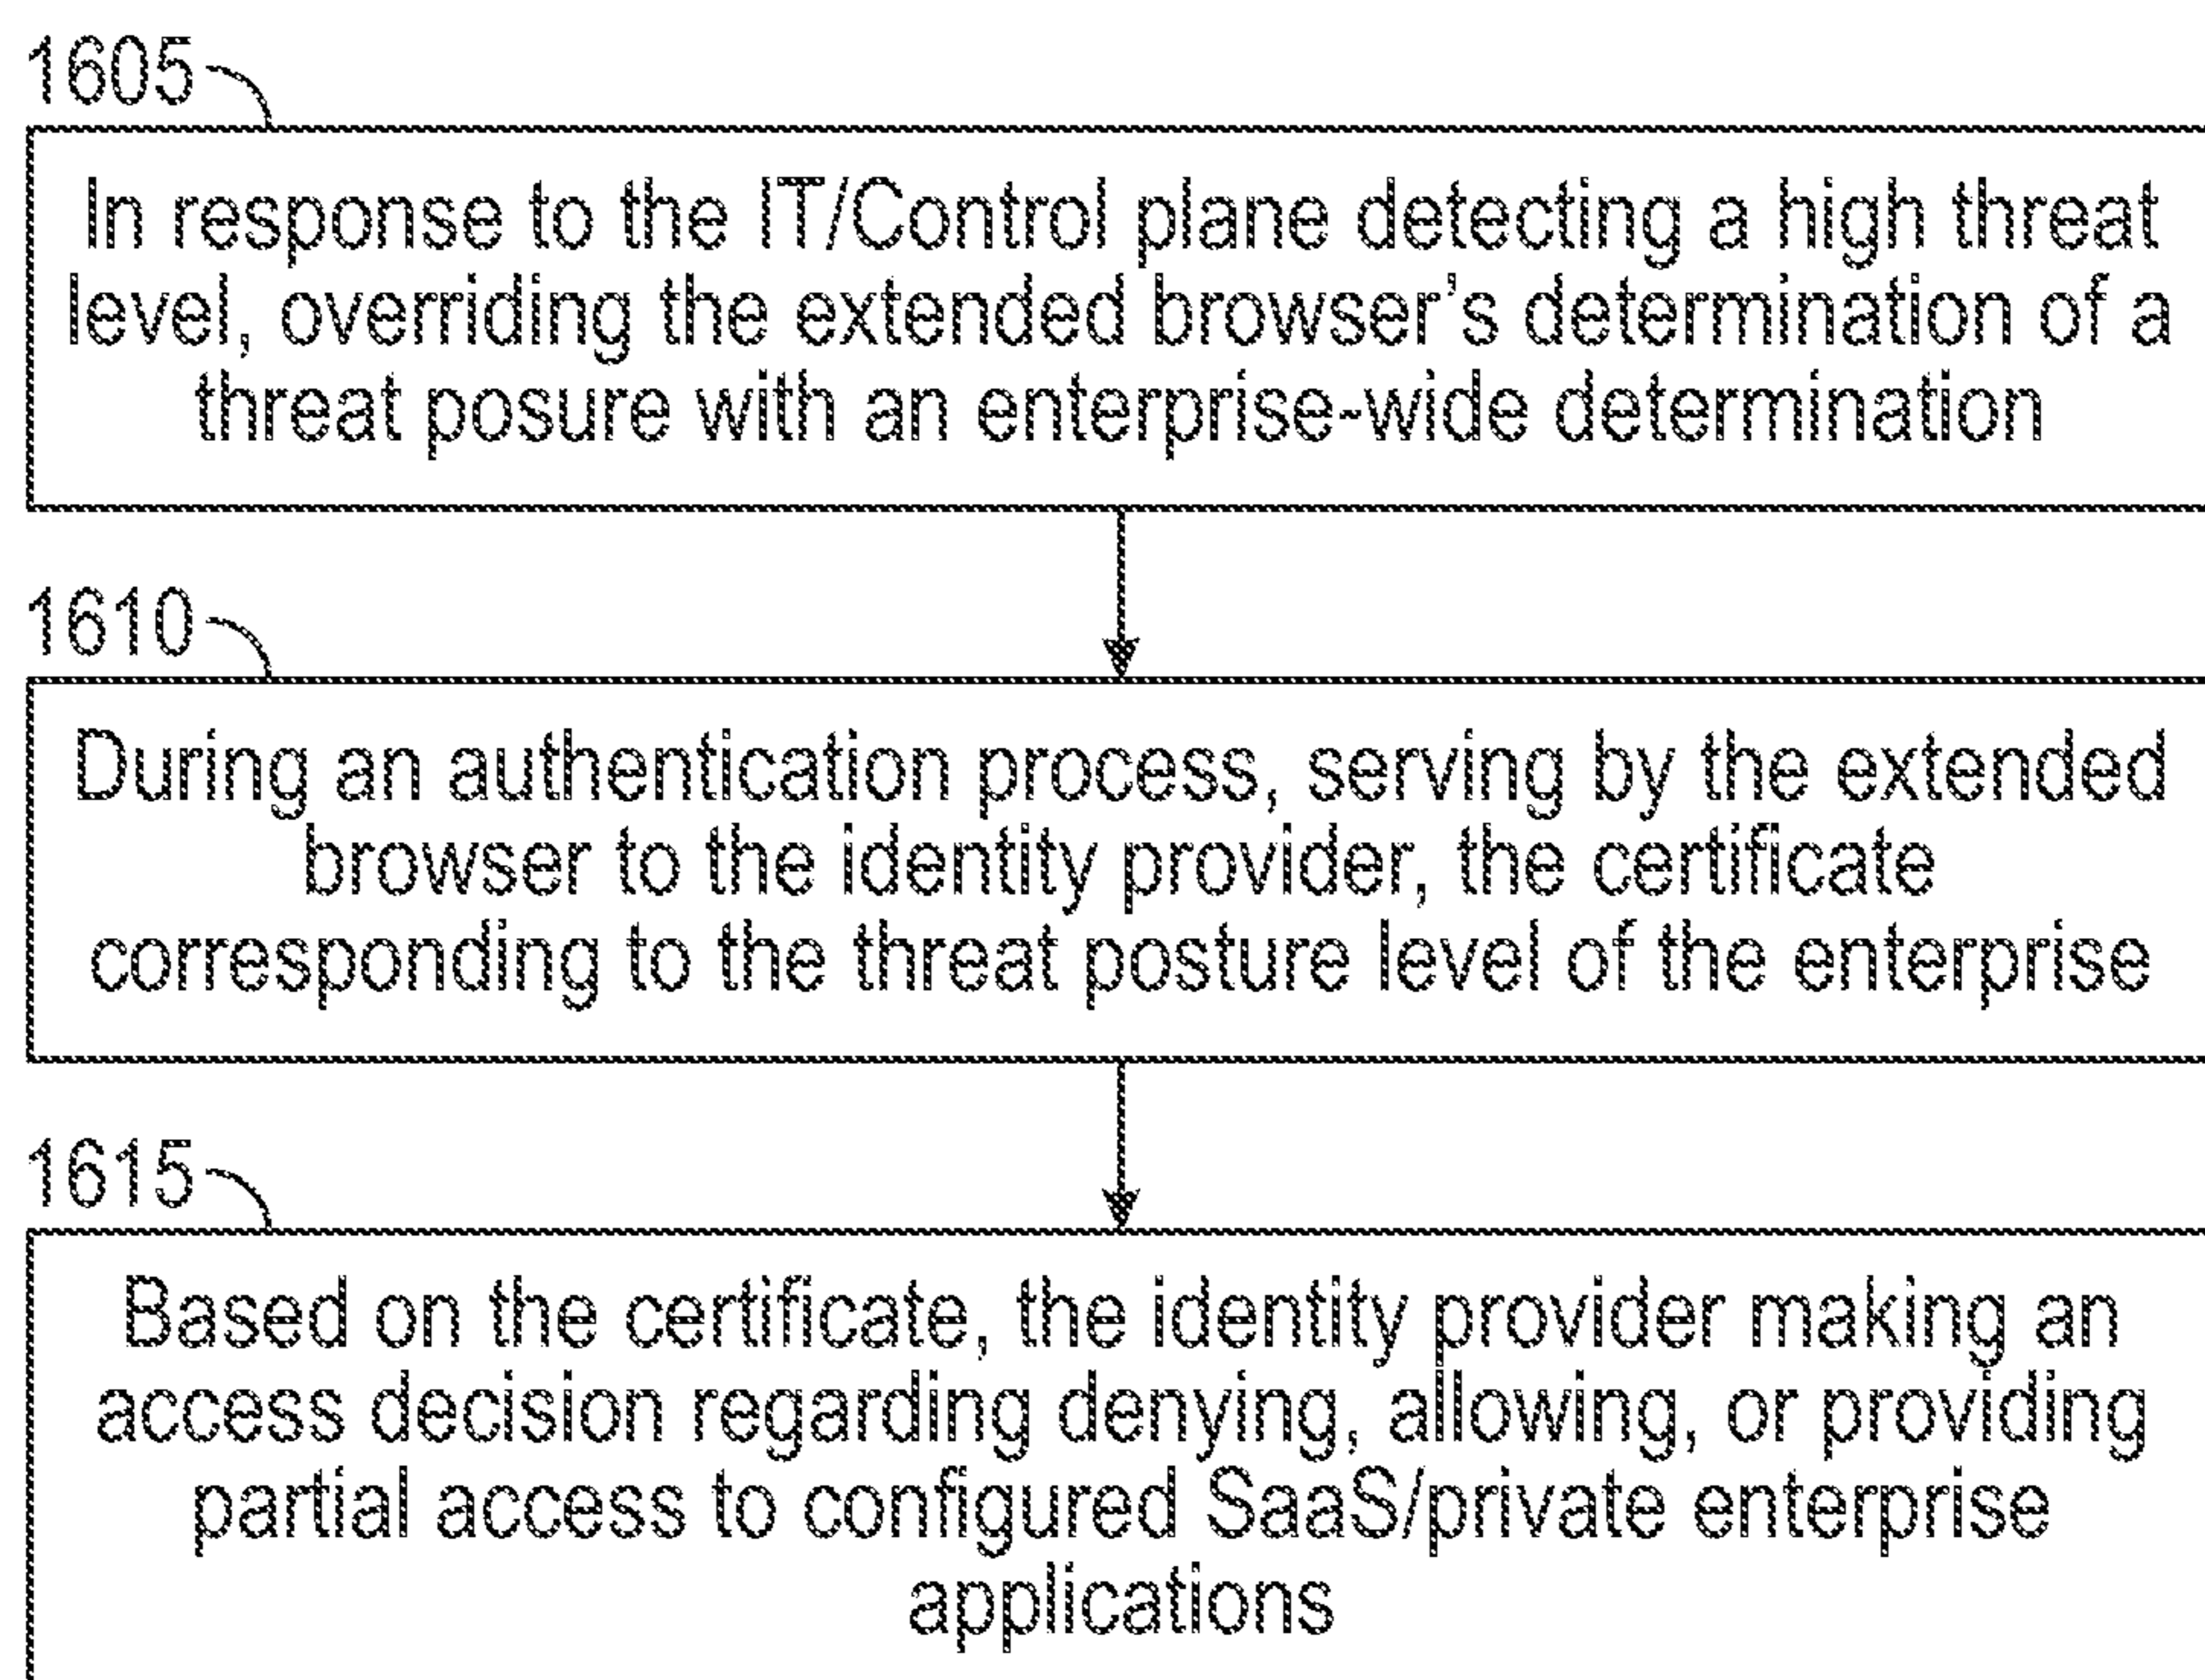 1605
In response to the IT/Control plane detecting a high threat
level, overriding the extended browser's determination of a
threat posure with an enterprise-wide determination
1610
During an authentication process, serving by the extended
browser to the identity provider, the certificate
corresponding to the threat posture level of the enterprise
1615
Based on the certificate, the identity provider making an
access decision regarding denying, allowing, or providing
partial access to configured SaaS/private enterprise
applications